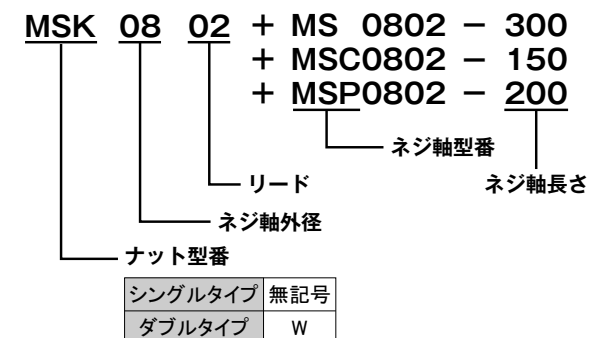 MSK 08 02 + MS 0802 − 300
+ MSC0802 − 150
+ MSP0802 − 200
ネジ軸型番
リード
ネジ軸長さ
ネジ軸外径
ナット型番
シングルタイプ 無記号
ダブルタイプ W